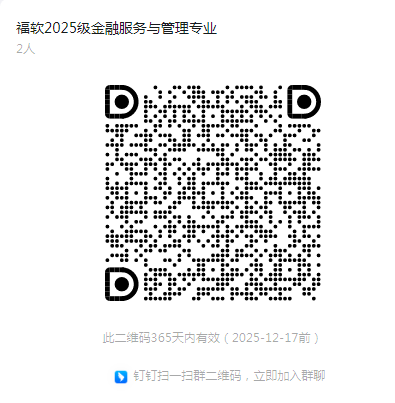 福软2025级金融服务与管理专业
2人
此二维码365天内有效（2025-12-17前）
钉钉扫一扫群二维码，立即加入群聊